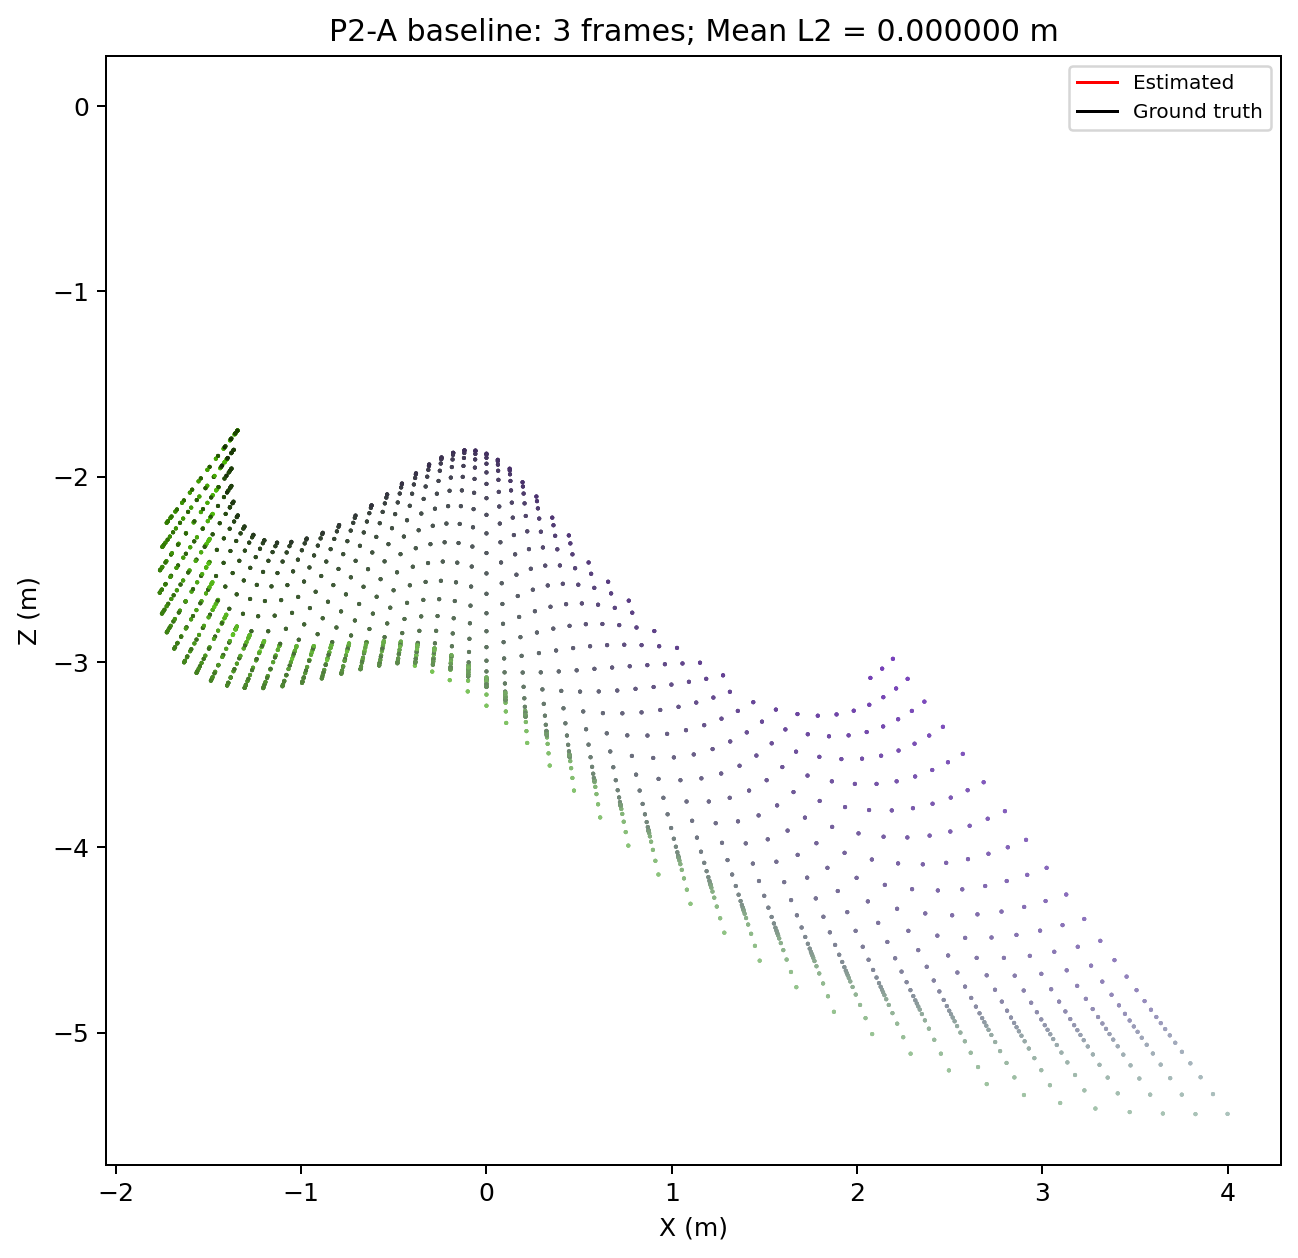 P2-A baseline: 3 frames; Mean L2 = 0.000000 m
Estimated
Ground truth
0
−1
−2
−3
−4
−5
Z (m)
−2 −1 0 1 2 3 4
X (m)